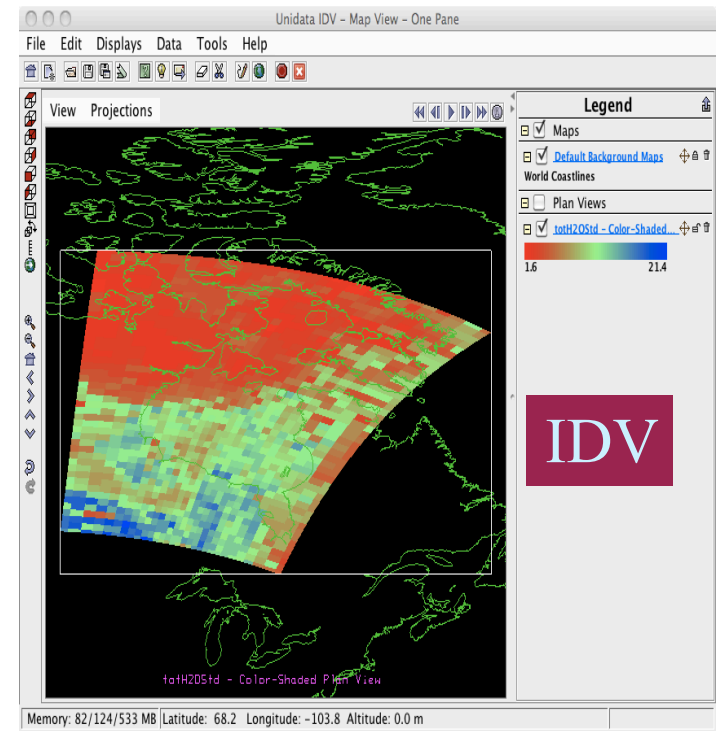 Unidata IDV – Map View – One Pane
File Edit Displays Data Tools Help
View Projections
Legend
Maps
Default Background Maps
World Coastlines
Plan Views
totH2OStd - Color-Shaded...
1.6 21.4
IDV
totH2OStd - Color-Shaded Plan View
Memory: 82/124/533 MB Latitude: 68.2 Longitude: -103.8 Altitude: 0.0 m